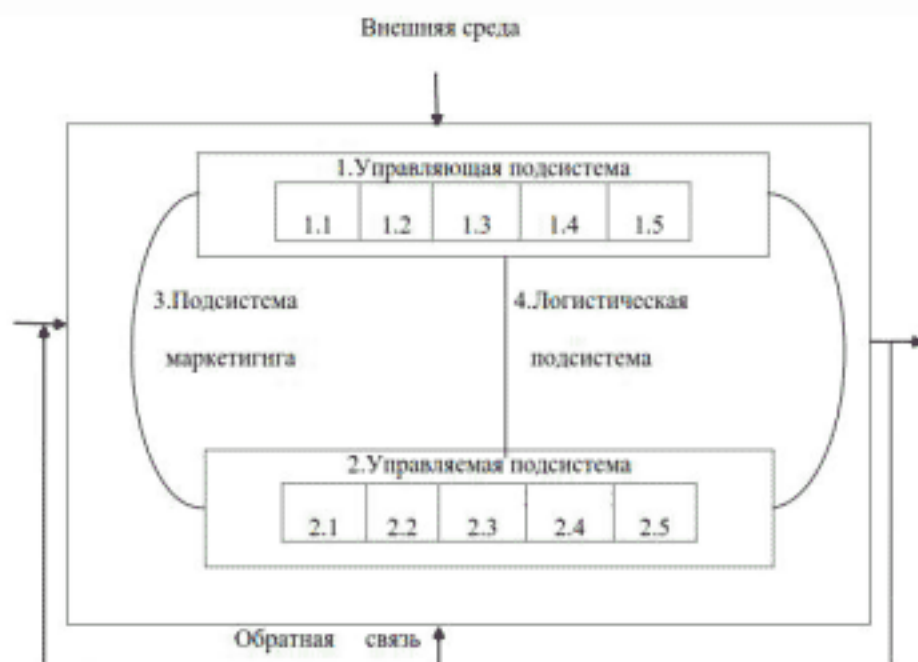 Внешняя среда
1.Управляющая подсистема
1.1 1.2 1.3 1.4 1.5
3.Подсистема
маркетигнга
4.Логистическая
подсистема
2.Управляемая подсистема
2.1 2.2 2.3 2.4 2.5
Обратная связь